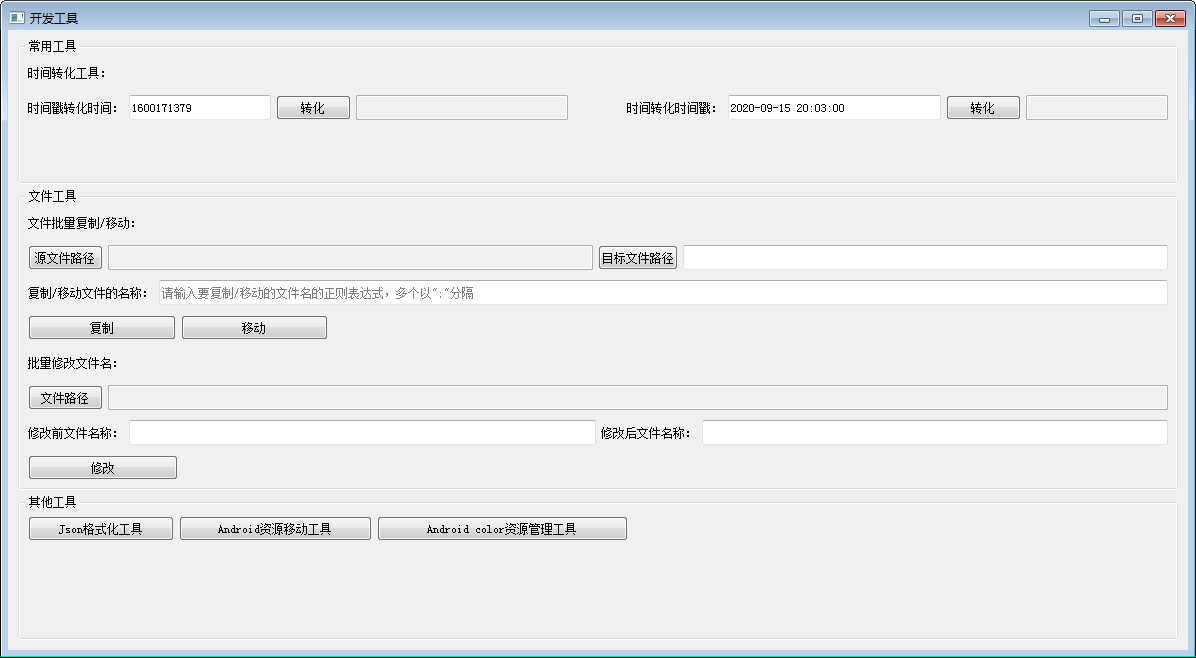 开发工具
常用工具
时间转化工具：
时间戳转化时间： 1600171379 转化 时间转化时间戳： 2020-09-15 20:03:00 转化
文件工具
文件批量复制/移动：
源文件路径 目标文件路径
复制/移动文件的名称： 请输入要复制/移动的文件名的正则表达式，多个以“;”分隔
复制 移动
批量修改文件名：
文件路径
修改前文件名称： 修改后文件名称：
修改
其他工具
Json格式化工具 Android资源移动工具 Android color资源管理工具